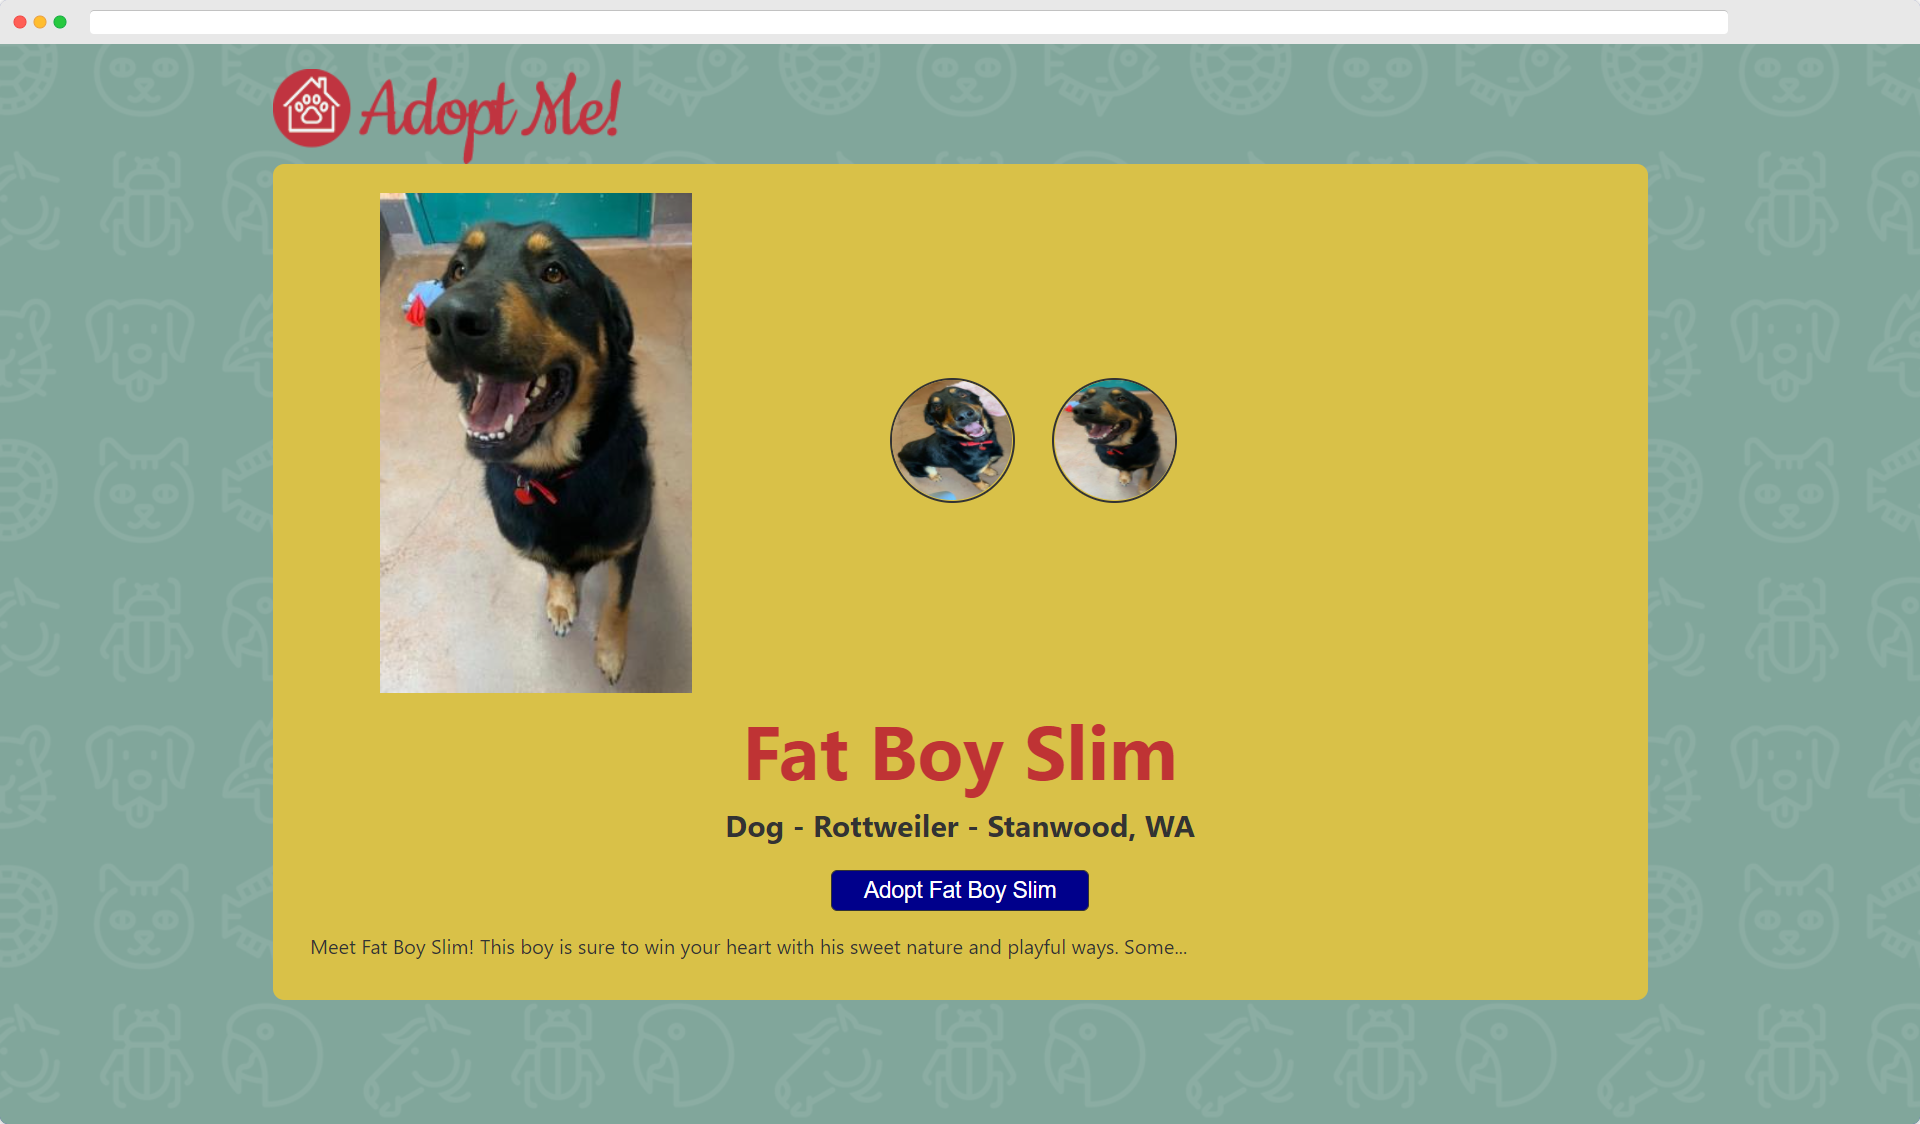 Adopt Me!
Fat Boy Slim
Dog - Rottweiler - Stanwood, WA
Adopt Fat Boy Slim
Meet Fat Boy Slim! This boy is sure to win your heart with his sweet nature and playful ways. Some...